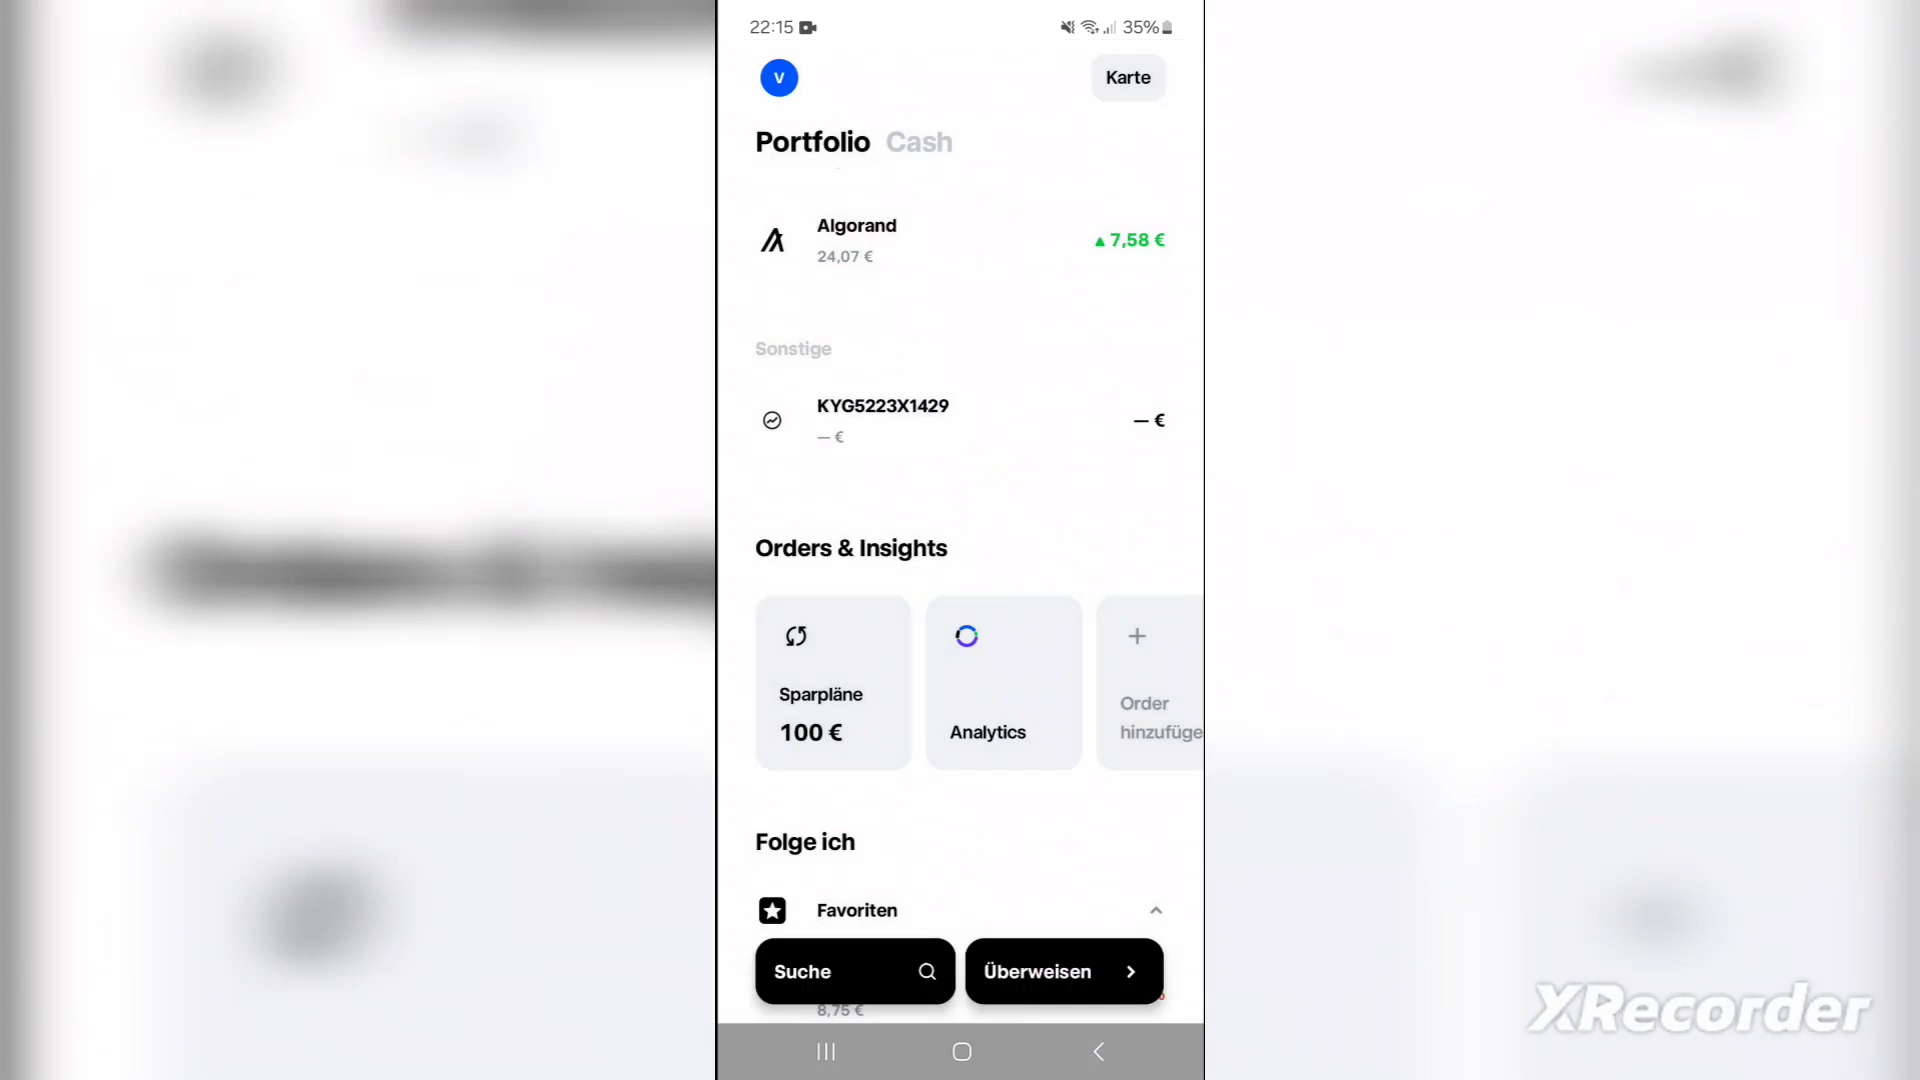 22:15
35%
V
Karte
Portfolio Cash
Algorand
▲ 7,58 €
24,07 €
Sonstige
KYG5223X1429
— €
— €
Orders & Insights
Sparpläne
100 €
Analytics
Order
hinzufüge
Folge ich
Favoriten
Suche
Überweisen
8,75 €
XRecorder